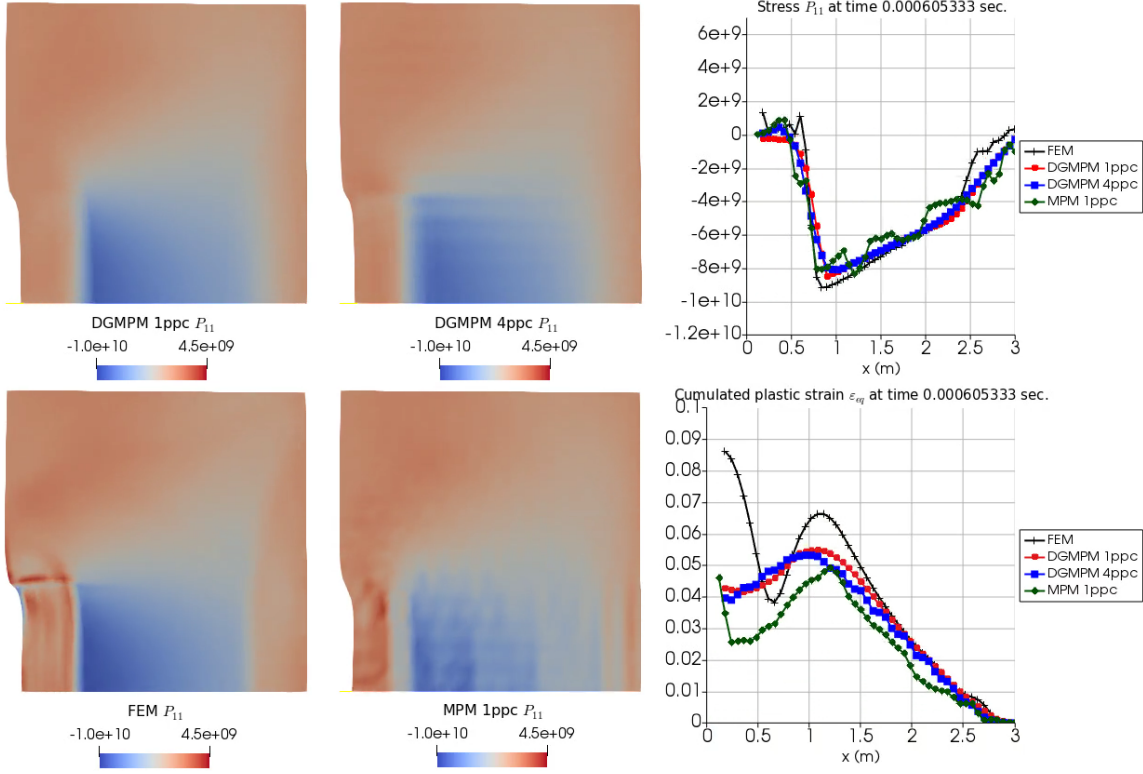 Stress P₁₁ at time 0.000605333 sec.
6e+9
4e+9
2e+9
0
-2e+9
-4e+9
-6e+9
-8e+9
-1e+10
-1.2e+10
0 0.5 1 1.5 2 2.5 3
x (m)
FEM
DGMPM 1ppc
DGMPM 4ppc
MPM 1ppc
DGMPM 1ppc P₁₁
-1.0e+10 4.5e+09
DGMPM 4ppc P₁₁
-1.0e+10 4.5e+09
Cumulated plastic strain εₑq at time 0.000605333 sec.
0.1
0.09
0.08
0.07
0.06
0.05
0.04
0.03
0.02
0.01
0
0 0.5 1 1.5 2 2.5 3
x (m)
FEM
DGMPM 1ppc
DGMPM 4ppc
MPM 1ppc
FEM P₁₁
-1.0e+10 4.5e+09
MPM 1ppc P₁₁
-1.0e+10 4.5e+09